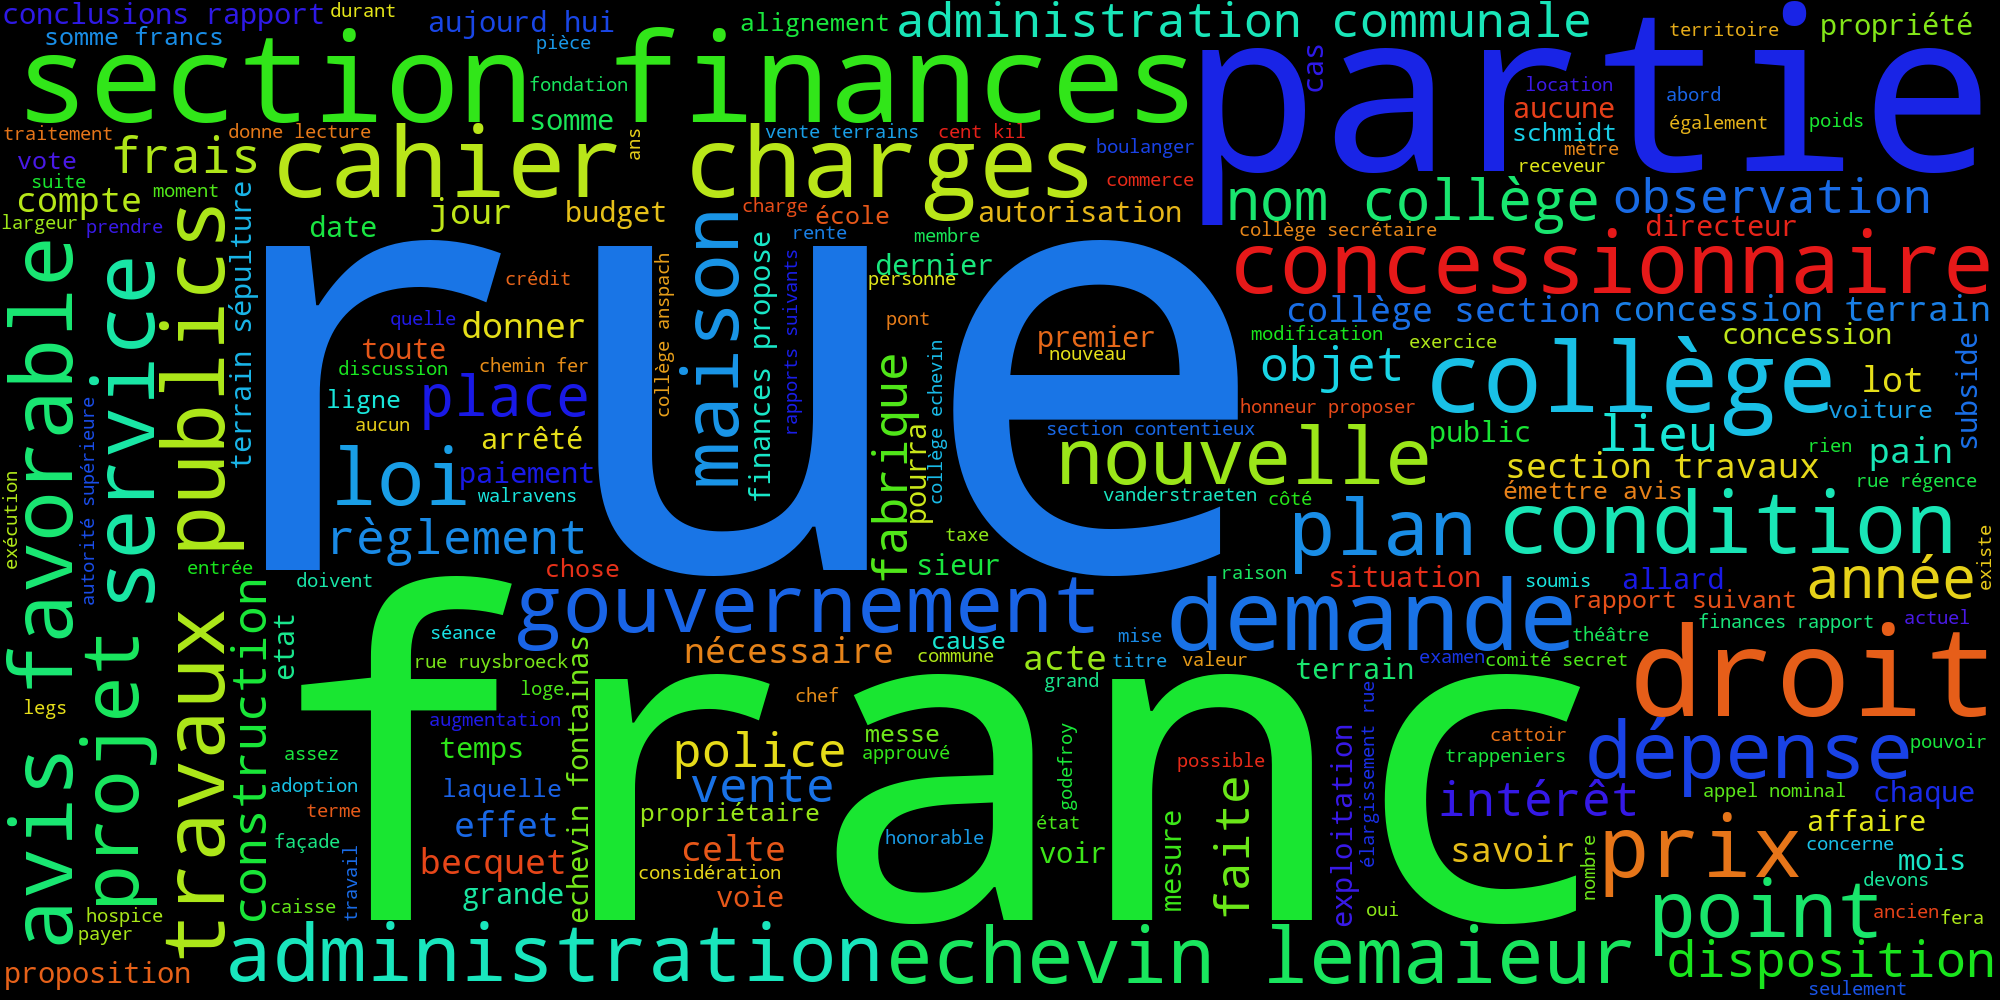 conclusions rapport
durant
aujourd hui
alignement
administration communale
partie
territoire
propriété
somme francs
pièce
section finances
cas
fondation
location
abord
aucune
également
poids
somme
schmidt
mètre
receveur
traitement
donne lecture
ans
vente terrains
cent kil
boulanger
vote
frais
cahier charges
commerce
suite
compte
moment
nom collège
observation
largeur
prendre
date
jour
budget
charge
école
autorisation
rente
membre
collège secrétaire
directeur
terrain sépulture
publics
maison
dernier
personne
concessionnaire
rue
crédit
collège anspach
finances propose
rapports suivants
collège section
concession terrain
quelle
donner
pont
premier
nouveau
modification
exercice
concession
toute
discussion
chemin fer
fabrique
collège echevin
objet
collège
lot
subside
place
ligne
aucun
arrêté
pourra
honneur proposer
voiture
section contentieux
public
lieu
rien
pain
loi
paiement
walravens
nouvelle
section travaux
rue régence
vanderstraeten
côté
émettre avis
avis favorable
projet service
exécution
autorité supérieure
règlement
taxe
plan
condition
existe
entrée
doivent
chose
sieur
raison
situation
soumis
allard
année
gouvernement
demande
rapport suivant
construction
etat
séance
cause
mise
théâtre
finances rapport
actuel
travaux
rue ruysbroeck
nécessaire
commune
acte
titre
valeur
terrain
examen
comité secret
droit
legs
loge
echevin fontainas
chef
grand
franc
augmentation
messe
godefroy
élargissement rue
cattoir
assez
temps
police
approuvé
possible
exploitation
trappeniers
dépense
pouvoir
adoption
laquelle
vente
intérêt
appel nominal
chaque
terme
effet
propriétaire
état
mesure
faite
affaire
façade
honorable
voir
savoir
prix
concerne
travail
becquet
celte
considération
nombre
mois
grande
voie
devons
hospice
caisse
oui
point
ancien
fera
payer
administration
echevin lemaieur
disposition
proposition
seulement